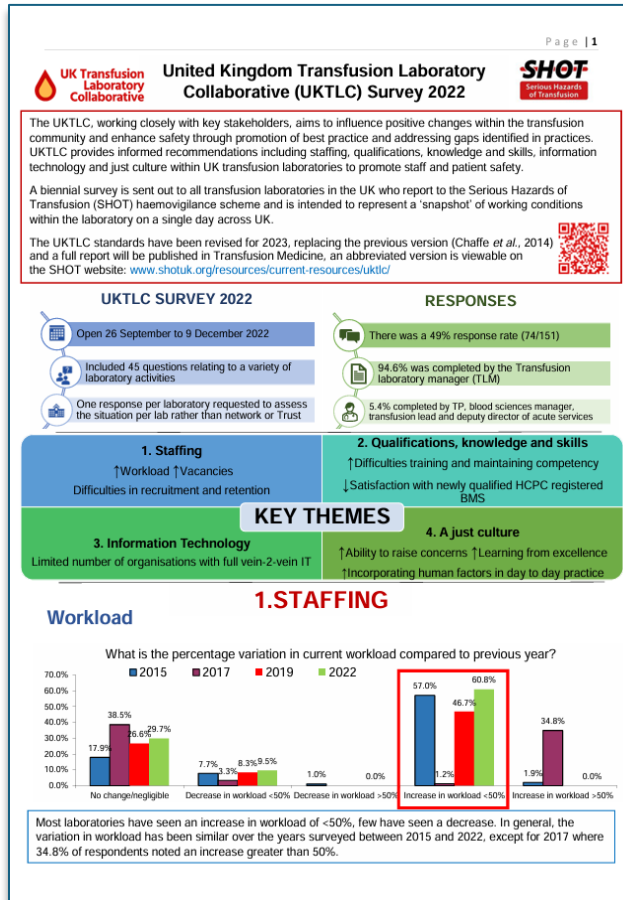 Page | 1
UK Transfusion
Laboratory
Collaborative
United Kingdom Transfusion Laboratory
Collaborative (UKTLC) Survey 2022
SHOT
Serious Hazards
of Transfusion
The UKTLC, working closely with key stakeholders, aims to influence positive changes within the transfusion
community and enhance safety through promotion of best practice and addressing gaps identified in practices.
UKTLC provides informed recommendations including staffing, qualifications, knowledge and skills, information
technology and just culture within UK transfusion laboratories to promote staff and patient safety.
A biennial survey is sent out to all transfusion laboratories in the UK who report to the Serious Hazards of
Transfusion (SHOT) haemovigilance scheme and is intended to represent a ‘snapshot’ of working conditions
within the laboratory on a single day across UK.
The UKTLC standards have been revised for 2023, replacing the previous version (Chaffe et al., 2014)
and a full report will be published in Transfusion Medicine, an abbreviated version is viewable on
the SHOT website: www.shotuk.org/resources/current-resources/uktlc/
UKTLC SURVEY 2022
Open 26 September to 9 December 2022
Included 45 questions relating to a variety of
laboratory activities
One response per laboratory requested to assess
the situation per lab rather than network or Trust
RESPONSES
There was a 49% response rate (74/151)
94.6% was completed by the Transfusion
laboratory manager (TLM)
5.4% completed by TP, blood sciences manager,
transfusion lead and deputy director of acute services
1. Staffing
↑Workload ↑Vacancies
Difficulties in recruitment and retention
2. Qualifications, knowledge and skills
↑Difficulties training and maintaining competency
↓Satisfaction with newly qualified HCPC registered
BMS
KEY THEMES
3. Information Technology
Limited number of organisations with full vein-2-vein IT
4. A just culture
↑Ability to raise concerns ↑Learning from excellence
↑Incorporating human factors in day to day practice
1.STAFFING
Workload
What is the percentage variation in current workload compared to previous year?
2015 2017 2019 2022
70.0%
60.0%
50.0%
40.0%
30.0%
20.0%
10.0%
0.0%
17.9% 38.5% 26.6% 29.7%
7.7% 3.3% 8.3% 9.5%
1.0% 0.0%
57.0% 1.2% 46.7% 60.8%
1.9% 34.8% 0.0%
No change/negligible Decrease in workload <50% Decrease in workload >50% Increase in workload <50% Increase in workload >50%
Most laboratories have seen an increase in workload of <50%, few have seen a decrease. In general, the
variation in workload has been similar over the years surveyed between 2015 and 2022, except for 2017 where
34.8% of respondents noted an increase greater than 50%.